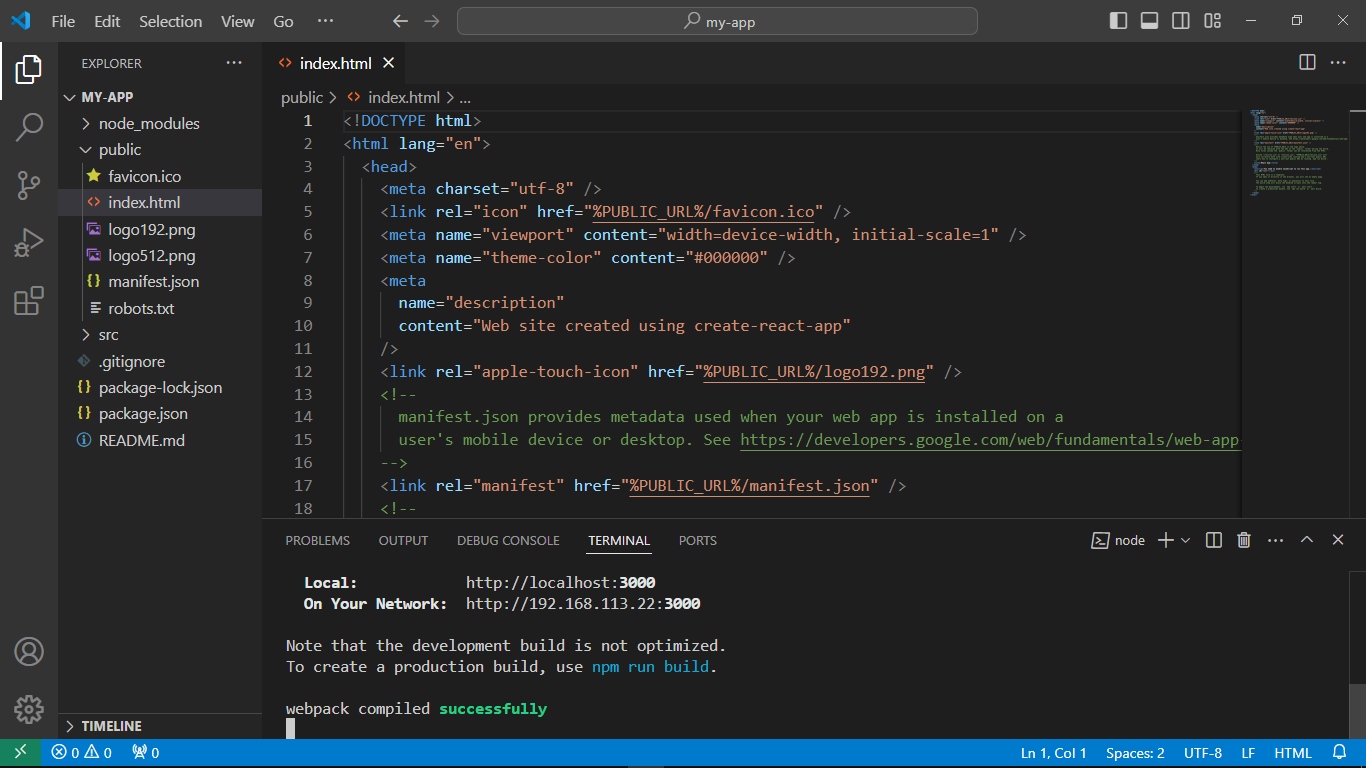 File Edit Selection View Go ···
my-app
EXPLORER ···
MY-APP
node_modules
public
favicon.ico
index.html
logo192.png
logo512.png
manifest.json
robots.txt
src
.gitignore
package-lock.json
package.json
README.md
TIMELINE
index.html
public > index.html > ...
1 <!DOCTYPE html>
2 <html lang="en">
3 <head>
4 <meta charset="utf-8" />
5 <link rel="icon" href="%PUBLIC_URL%/favicon.ico" />
6 <meta name="viewport" content="width=device-width, initial-scale=1" />
7 <meta name="theme-color" content="#000000" />
8 <meta
9 name="description"
10 content="Web site created using create-react-app"
11 />
12 <link rel="apple-touch-icon" href="%PUBLIC_URL%/logo192.png" />
13 <!--
14 manifest.json provides metadata used when your web app is installed on a
15 user's mobile device or desktop. See https://developers.google.com/web/fundamentals/web-app-
16 -->
17 <link rel="manifest" href="%PUBLIC_URL%/manifest.json" />
18 <!--
PROBLEMS OUTPUT DEBUG CONSOLE TERMINAL PORTS
node
Local: http://localhost:3000
On Your Network: http://192.168.113.22:3000
Note that the development build is not optimized.
To create a production build, use npm run build.
webpack compiled successfully
0 0 0
Ln 1, Col 1 Spaces: 2 UTF-8 LF HTML